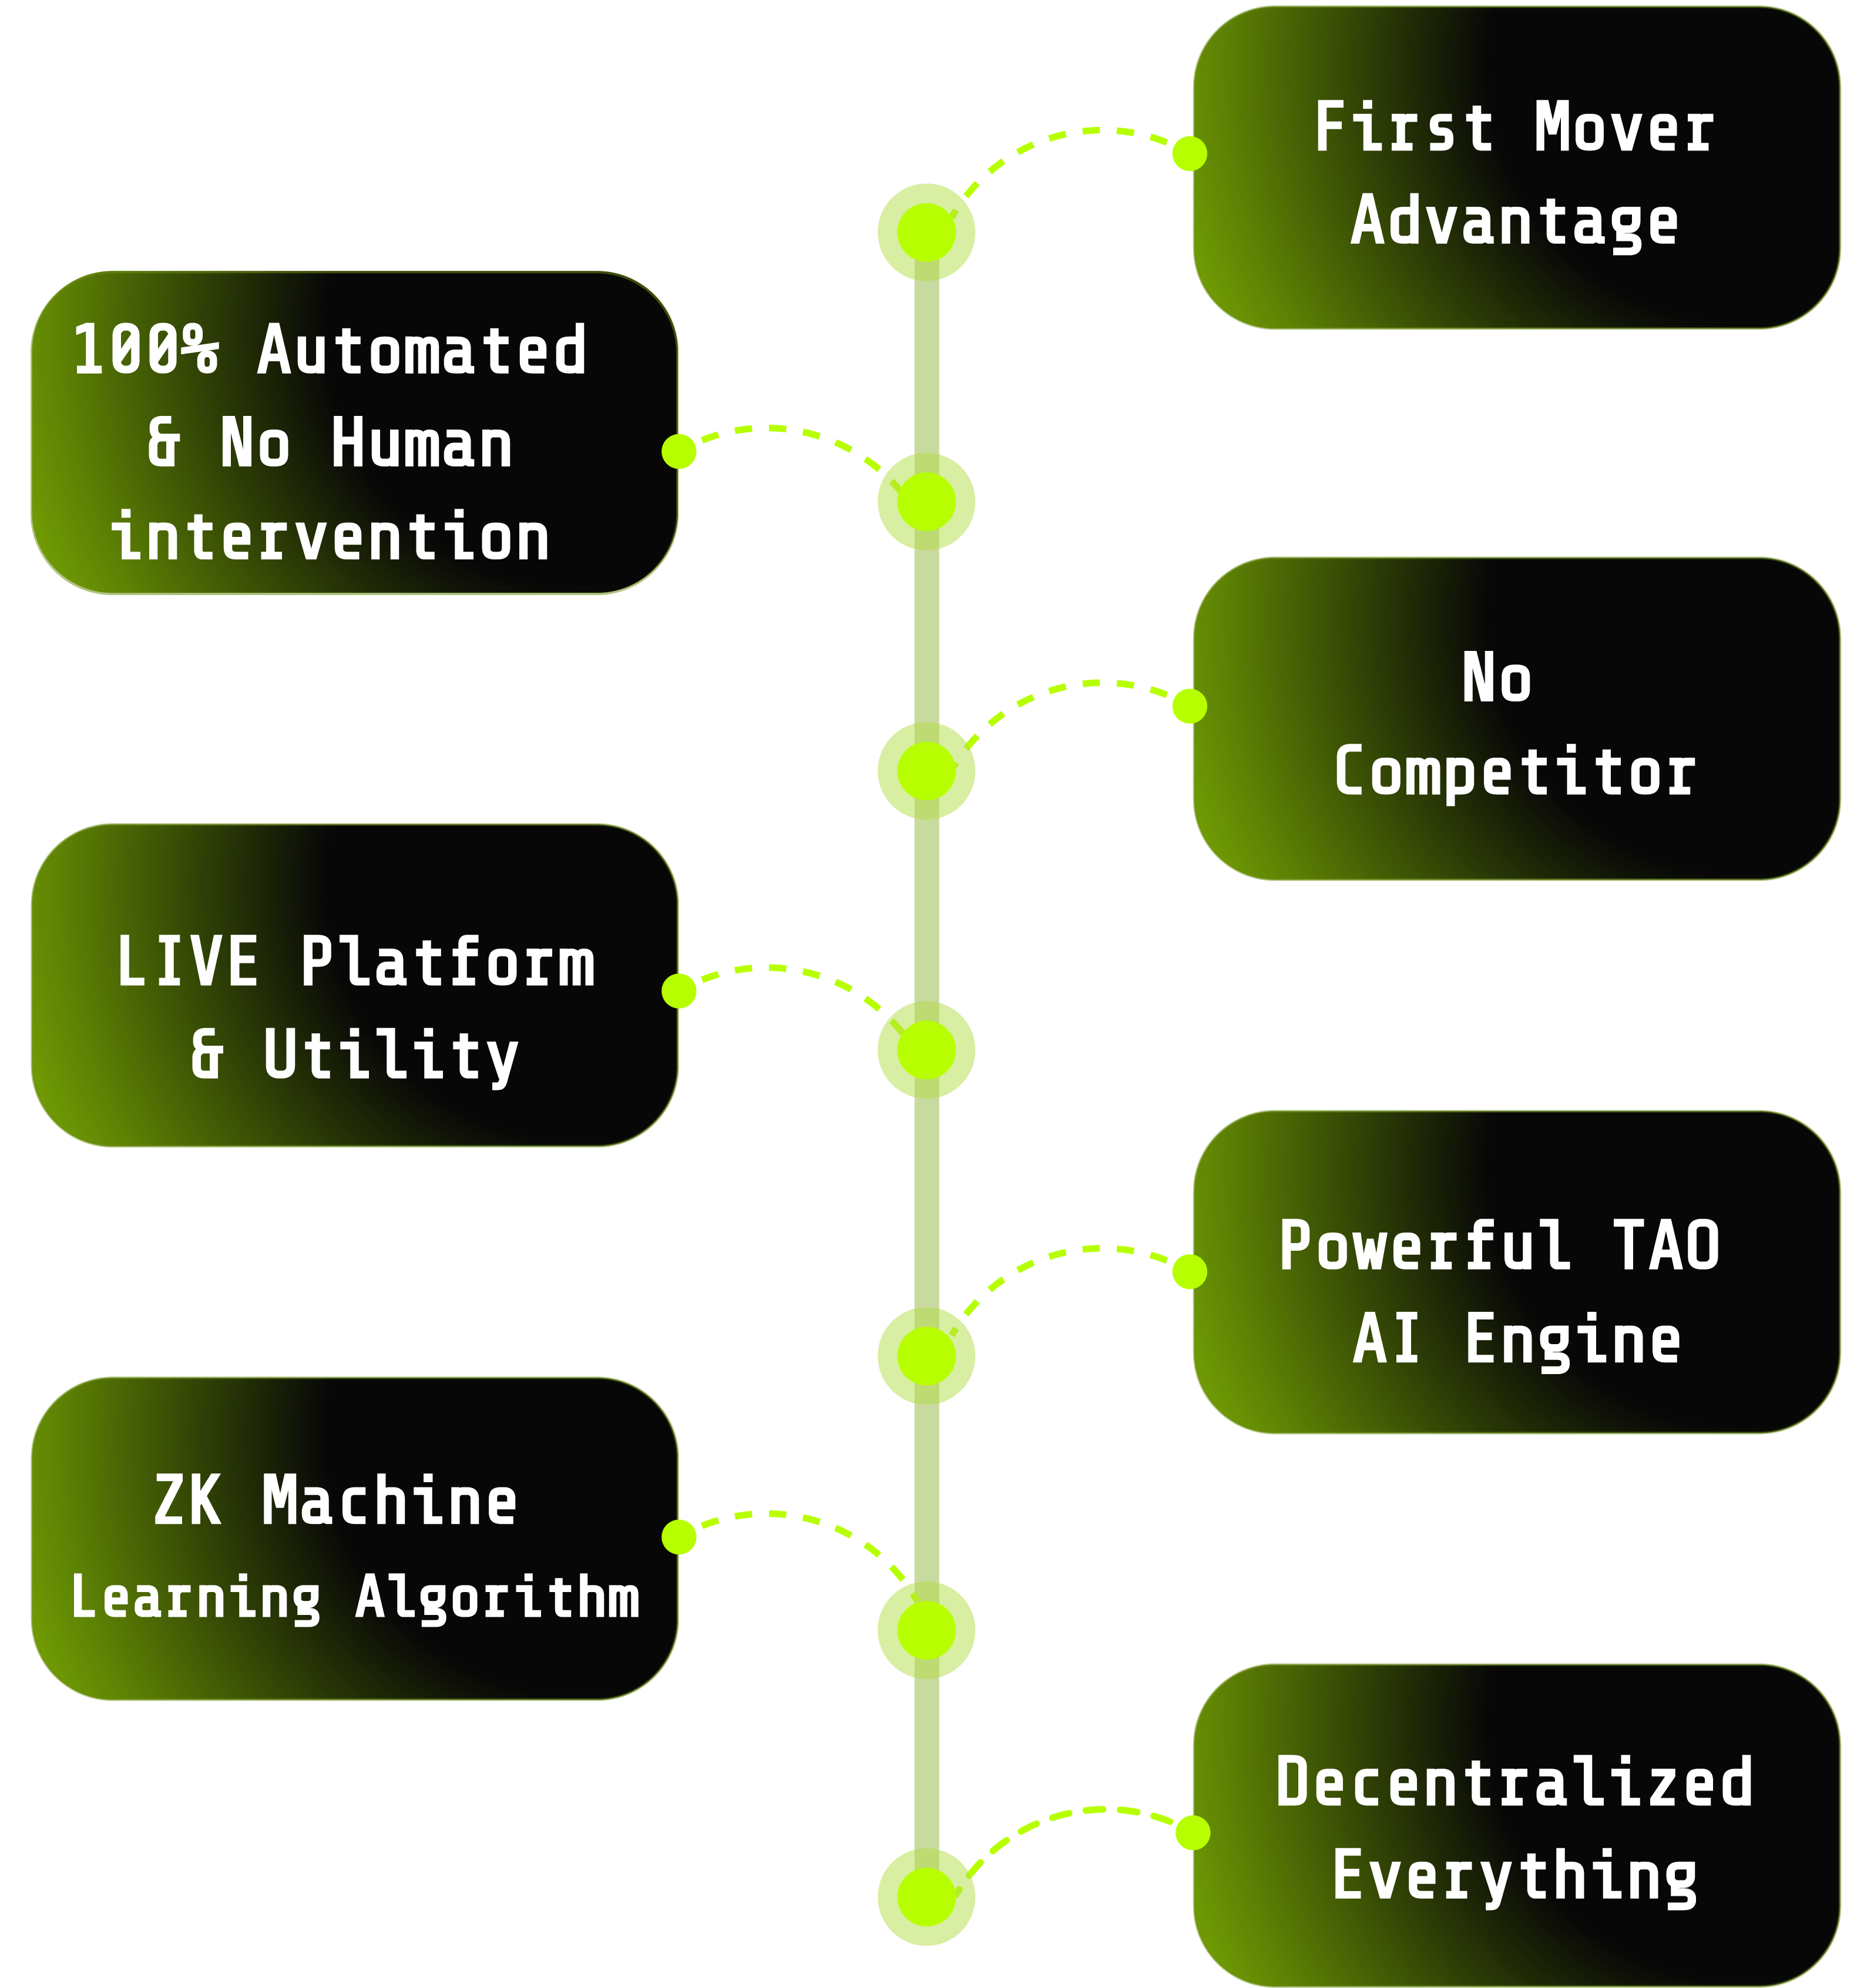 First Mover
Advantage
100% Automated
& No Human
intervention
No
Competitor
LIVE Platform
& Utility
Powerful TAO
AI Engine
ZK Machine
Learning Algorithm
Decentralized
Everything